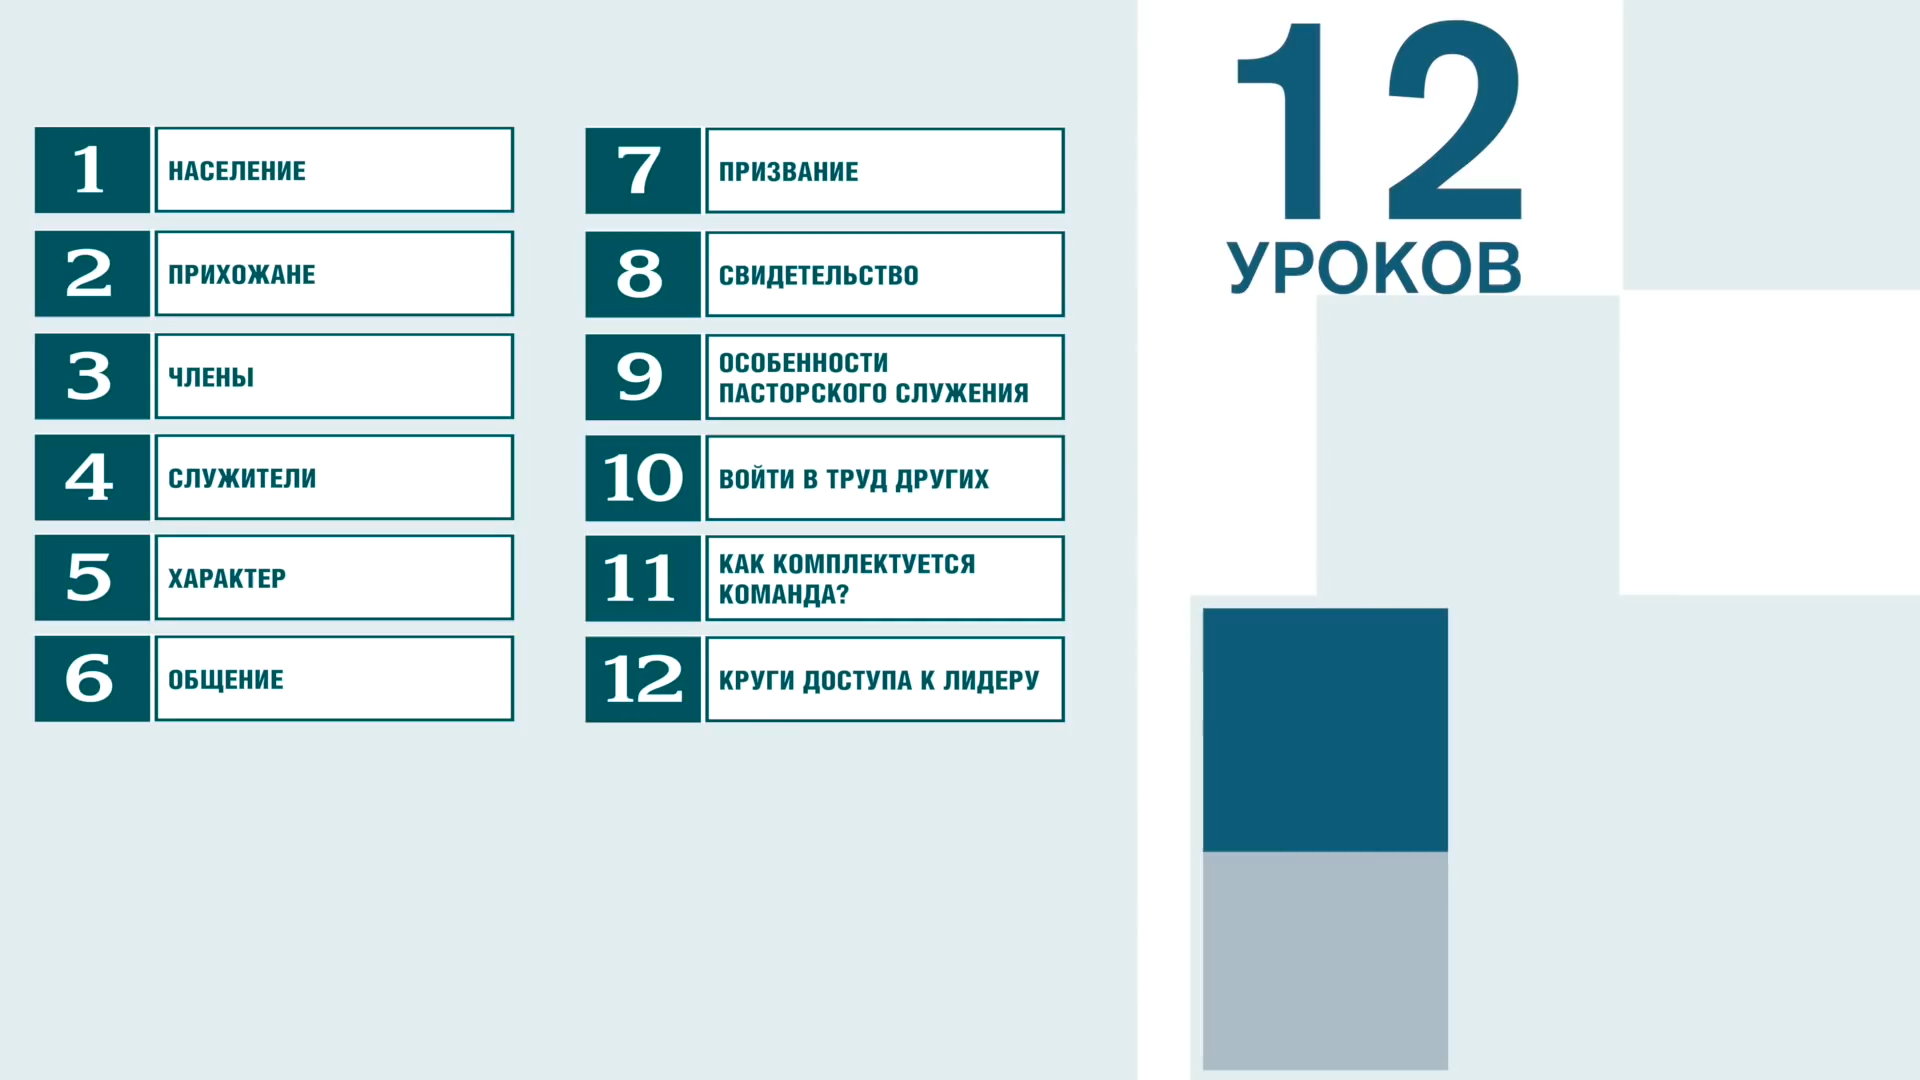 1
НАСЕЛЕНИЕ
2
ПРИХОЖАНЕ
3
ЧЛЕНЫ
4
СЛУЖИТЕЛИ
5
ХАРАКТЕР
6
ОБЩЕНИЕ
7
ПРИЗВАНИЕ
8
СВИДЕТЕЛЬСТВО
9
ОСОБЕННОСТИ
ПАСТОРСКОГО СЛУЖЕНИЯ
10
ВОЙТИ В ТРУД ДРУГИХ
11
КАК КОМПЛЕКТУЕТСЯ
КОМАНДА?
12
КРУГИ ДОСТУПА К ЛИДЕРУ
12
УРОКОВ